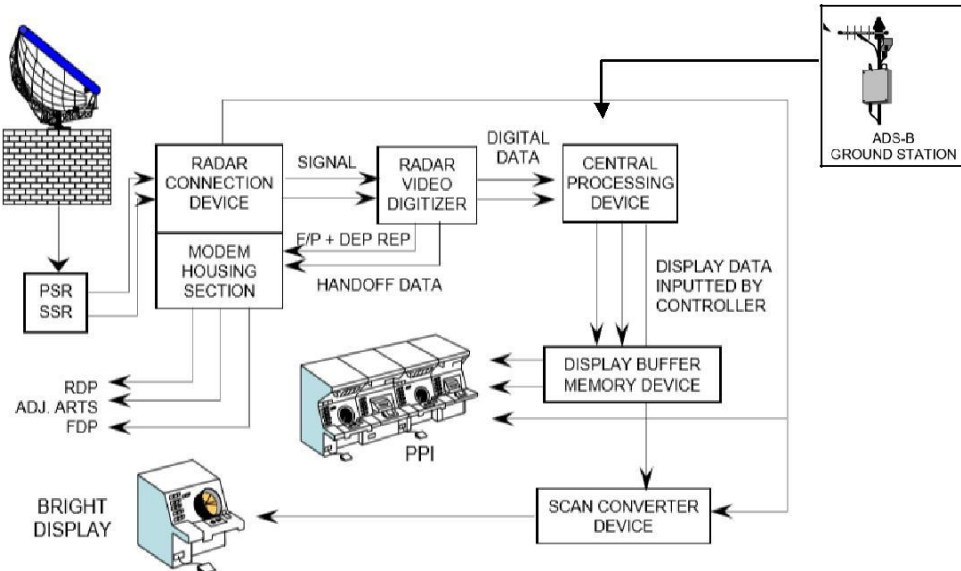 ADS-B
GROUND STATION
RADAR
CONNECTION
DEVICE
SIGNAL
RADAR
VIDEO
DIGITIZER
DIGITAL
DATA
CENTRAL
PROCESSING
DEVICE
F/P + DEP REP
MODEM
HOUSING
SECTION
HANDOFF DATA
PSR
SSR
DISPLAY DATA
INPUTTED BY
CONTROLLER
DISPLAY BUFFER
MEMORY DEVICE
RDP
ADJ. ARTS
FDP
PPI
BRIGHT
DISPLAY
SCAN CONVERTER
DEVICE